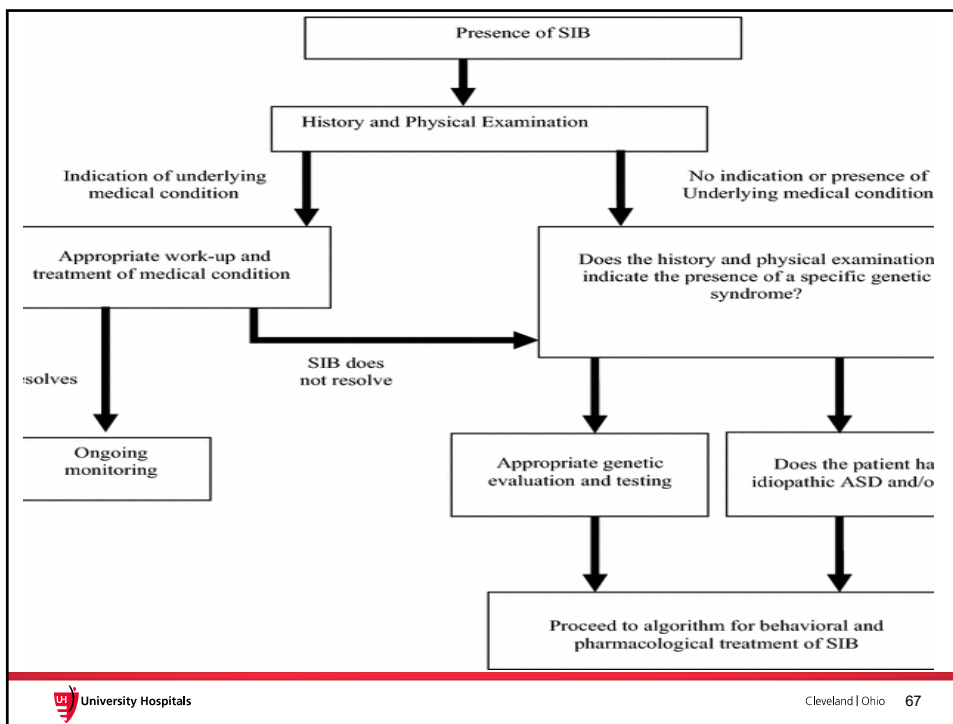 Presence of SIB
History and Physical Examination
Indication of underlying
medical condition
No indication or presence of
Underlying medical condition
Appropriate work-up and
treatment of medical condition
Does the history and physical examination
indicate the presence of a specific genetic
syndrome?
SIB does
not resolve
esolves
Ongoing
monitoring
Appropriate genetic
evaluation and testing
Does the patient ha
idiopathic ASD and/o
Proceed to algorithm for behavioral and
pharmacological treatment of SIB
UH University Hospitals
Cleveland | Ohio 67